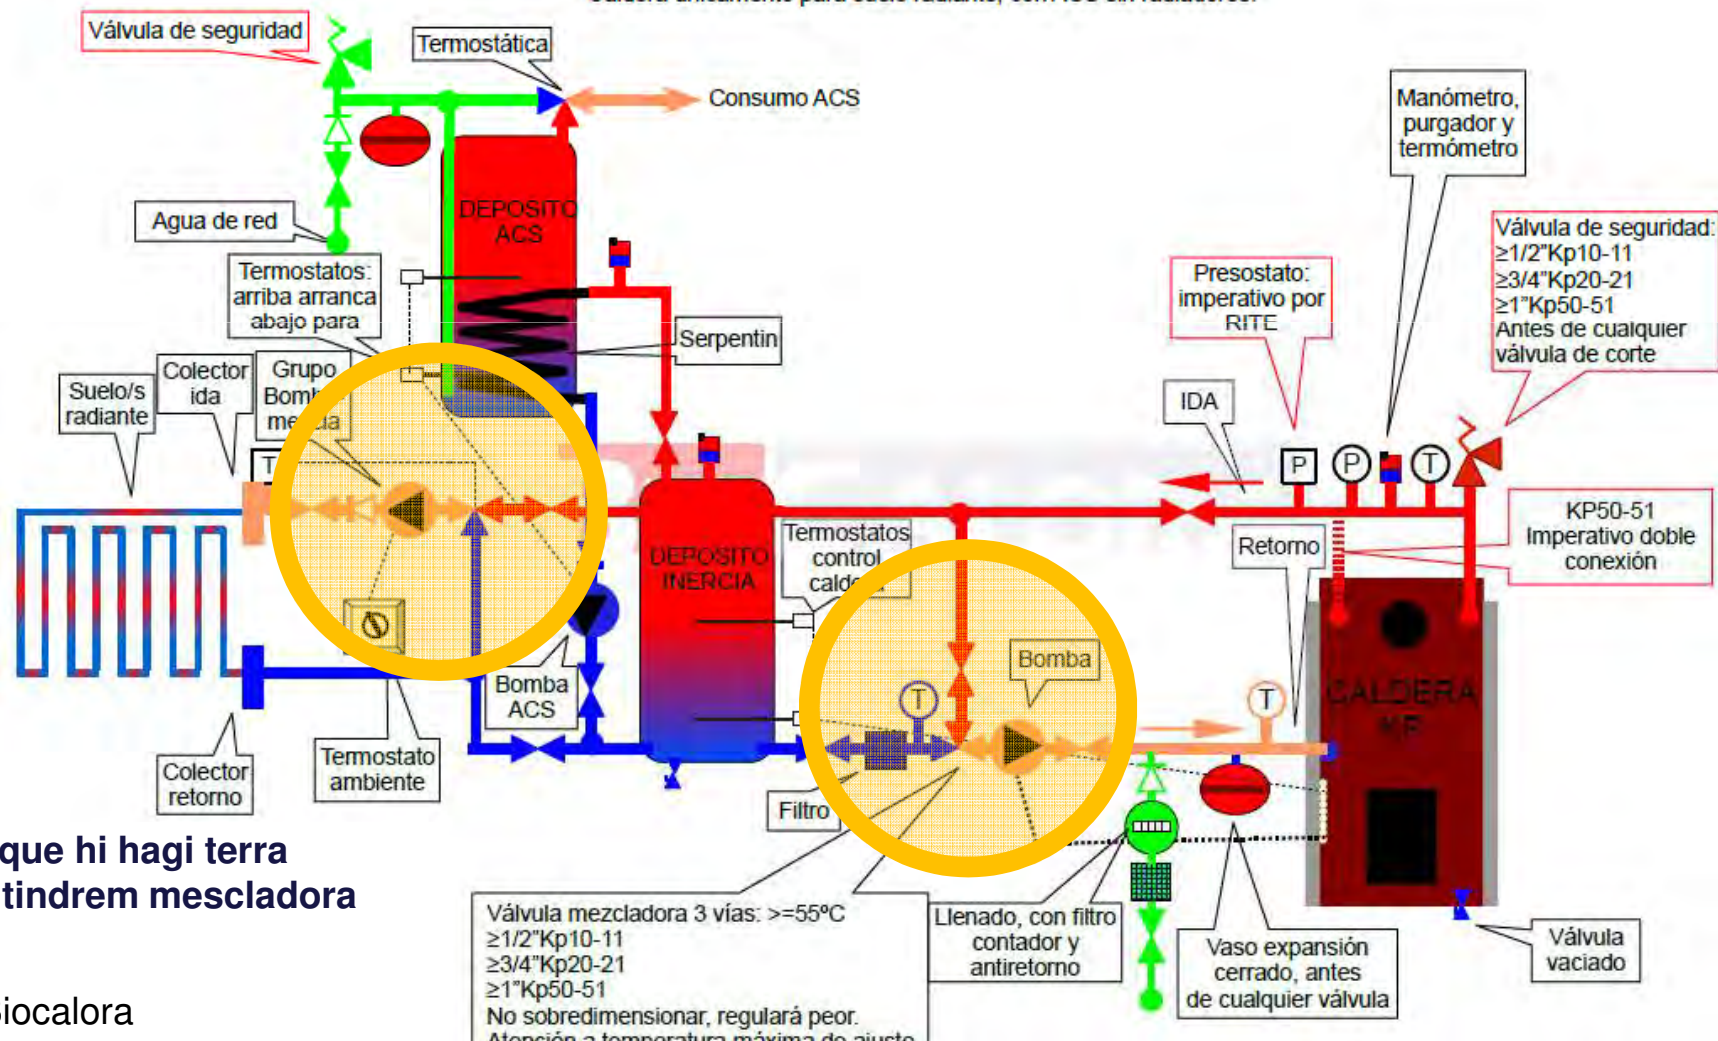 Válvula de seguridad
Termostática
Consumo ACS
Manómetro,
purgador y
termómetro
DEPOSITO
ACS
Agua de red
Válvula de seguridad:
≥1/2"Kp10-11
≥3/4"Kp20-21
≥1"Kp50-51
Antes de cualquier
válvula de corte
Termostatos:
arriba arranca
abajo para
Presostato:
imperativo por
RITE
Serpentin
Suelo/s
radiante
Colector
ida
Grupo
IDA
T
P
P
T
KP50-51
Imperativo doble
conexión
Termostatos
control
Retorno
DEPOSITO
INERCIA
Bomba
Bomba
ACS
T
T
CALDERA
Colector
retorno
Termostato
ambiente
Filtro
que hi hagi terra
tindrem mescladora
Válvula mezcladora 3 vías: >=55ºC
≥1/2"Kp10-11
≥3/4"Kp20-21
≥1"Kp50-51
No sobredimensionar, regulará peor.
Atención a temperatura máxima de ajuste
Llenado, con filtro
contador y
antiretorno
Vaso expansión
cerrado, antes
de cualquier válvula
Válvula
vaciado